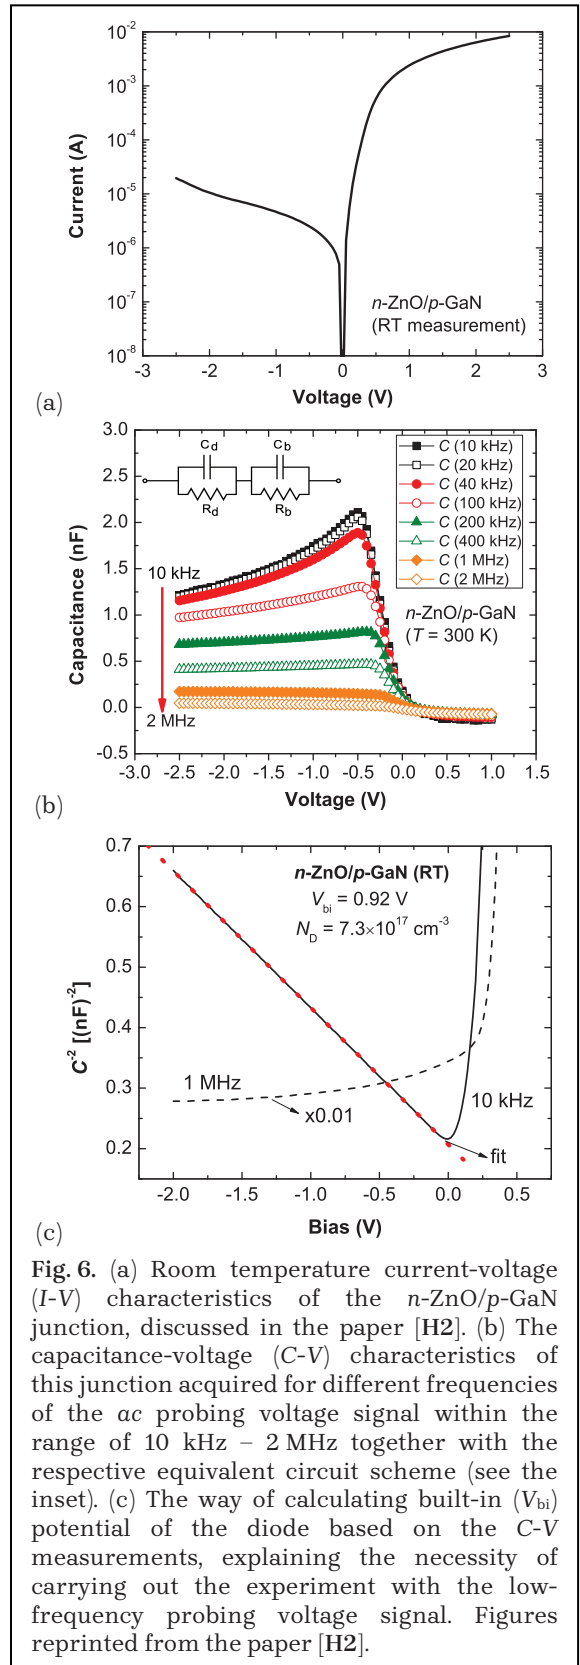 10^-2
10^-3
10^-4
10^-5
10^-6
10^-7
10^-8
Current (A)
n-ZnO/p-GaN
(RT measurement)
-3 -2 -1 0 1 2 3
Voltage (V)
(a)
3.0
2.5
2.0
1.5
1.0
0.5
0.0
-0.5
Capacitance (nF)
C_d C_b
R_d R_b
C (10 kHz)
C (20 kHz)
C (40 kHz)
C (100 kHz)
C (200 kHz)
C (400 kHz)
C (1 MHz)
C (2 MHz)
10 kHz
2 MHz
n-ZnO/p-GaN
(T = 300 K)
-3.0 -2.5 -2.0 -1.5 -1.0 -0.5 0.0 0.5 1.0 1.5
Voltage (V)
(b)
0.7
0.6
0.5
0.4
0.3
0.2
C^-2 [(nF)^-2]
n-ZnO/p-GaN (RT)
V_bi = 0.92 V
N_D = 7.3×10^17 cm^-3
1 MHz
x0.01
10 kHz
fit
-2.0 -1.5 -1.0 -0.5 0.0 0.5
Bias (V)
(c)
Fig. 6. (a) Room temperature current-voltage
(I-V) characteristics of the n-ZnO/p-GaN
junction, discussed in the paper [H2]. (b) The
capacitance-voltage (C-V) characteristics of
this junction acquired for different frequencies
of the ac probing voltage signal within the
range of 10 kHz – 2 MHz together with the
respective equivalent circuit scheme (see the
inset). (c) The way of calculating built-in (V_bi)
potential of the diode based on the C-V
measurements, explaining the necessity of
carrying out the experiment with the low-
frequency probing voltage signal. Figures
reprinted from the paper [H2].